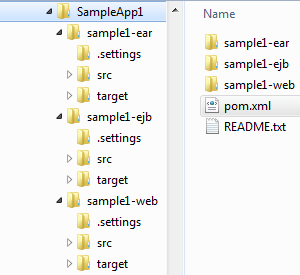 SampleApp1
sample1-ear
.settings
src
target
sample1-ejb
.settings
src
target
sample1-web
.settings
src
target
Name
sample1-ear
sample1-ejb
sample1-web
pom.xml
README.txt